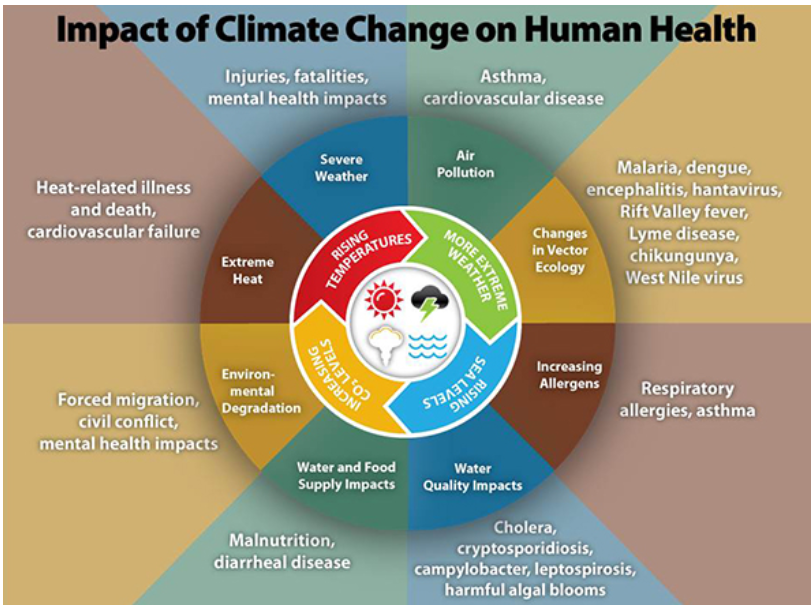 Impact of Climate Change on Human Health
Injuries, fatalities,
mental health impacts
Asthma,
cardiovascular disease
Severe
Weather
Air
Pollution
Heat-related illness
and death,
cardiovascular failure
Malaria, dengue,
encephalitis, hantavirus,
Rift Valley fever,
Lyme disease,
chikungunya,
West Nile virus
Extreme
Heat
Changes
in Vector
Ecology
RISING
TEMPERATURES
MORE EXTREME
WEATHER
INCREASING
CO₂ LEVELS
RISING
SEA LEVELS
Environ-
mental
Degradation
Increasing
Allergens
Forced migration,
civil conflict,
mental health impacts
Respiratory
allergies, asthma
Water and Food
Supply Impacts
Water
Quality Impacts
Malnutrition,
diarrheal disease
Cholera,
cryptosporidiosis,
campylobacter, leptospirosis,
harmful algal blooms